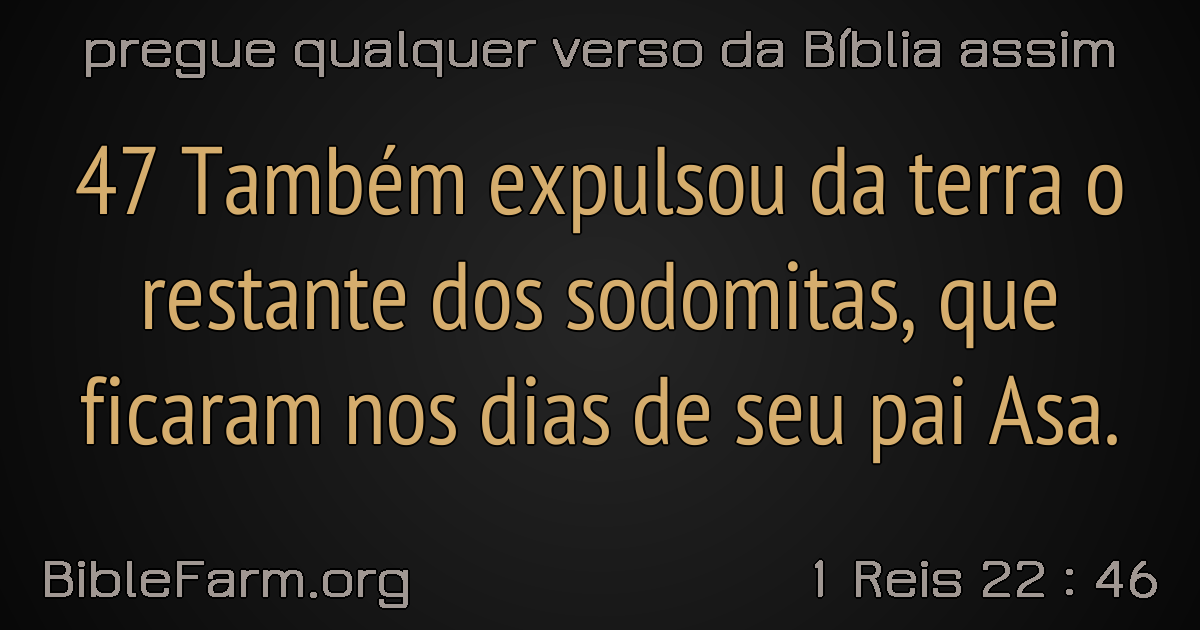 pregue qualquer verso da Bíblia assim
47 Também expulsou da terra o
restante dos sodomitas, que
ficaram nos dias de seu pai Asa.
BibleFarm.org
1 Reis 22 : 46